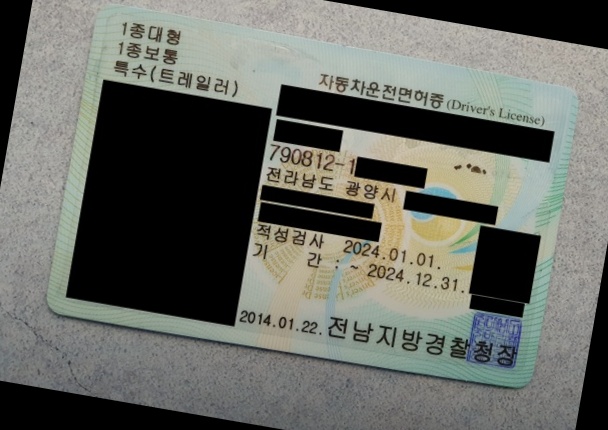 1종대형
1종보통
특수(트레일러)
자동차운전면허증 (Driver's License)
790812-1
전라남도 광양시
적성검사 2024.01.01.
기 간 : ~ 2024.12.31.
2014.01.22. 전남지방경찰청장